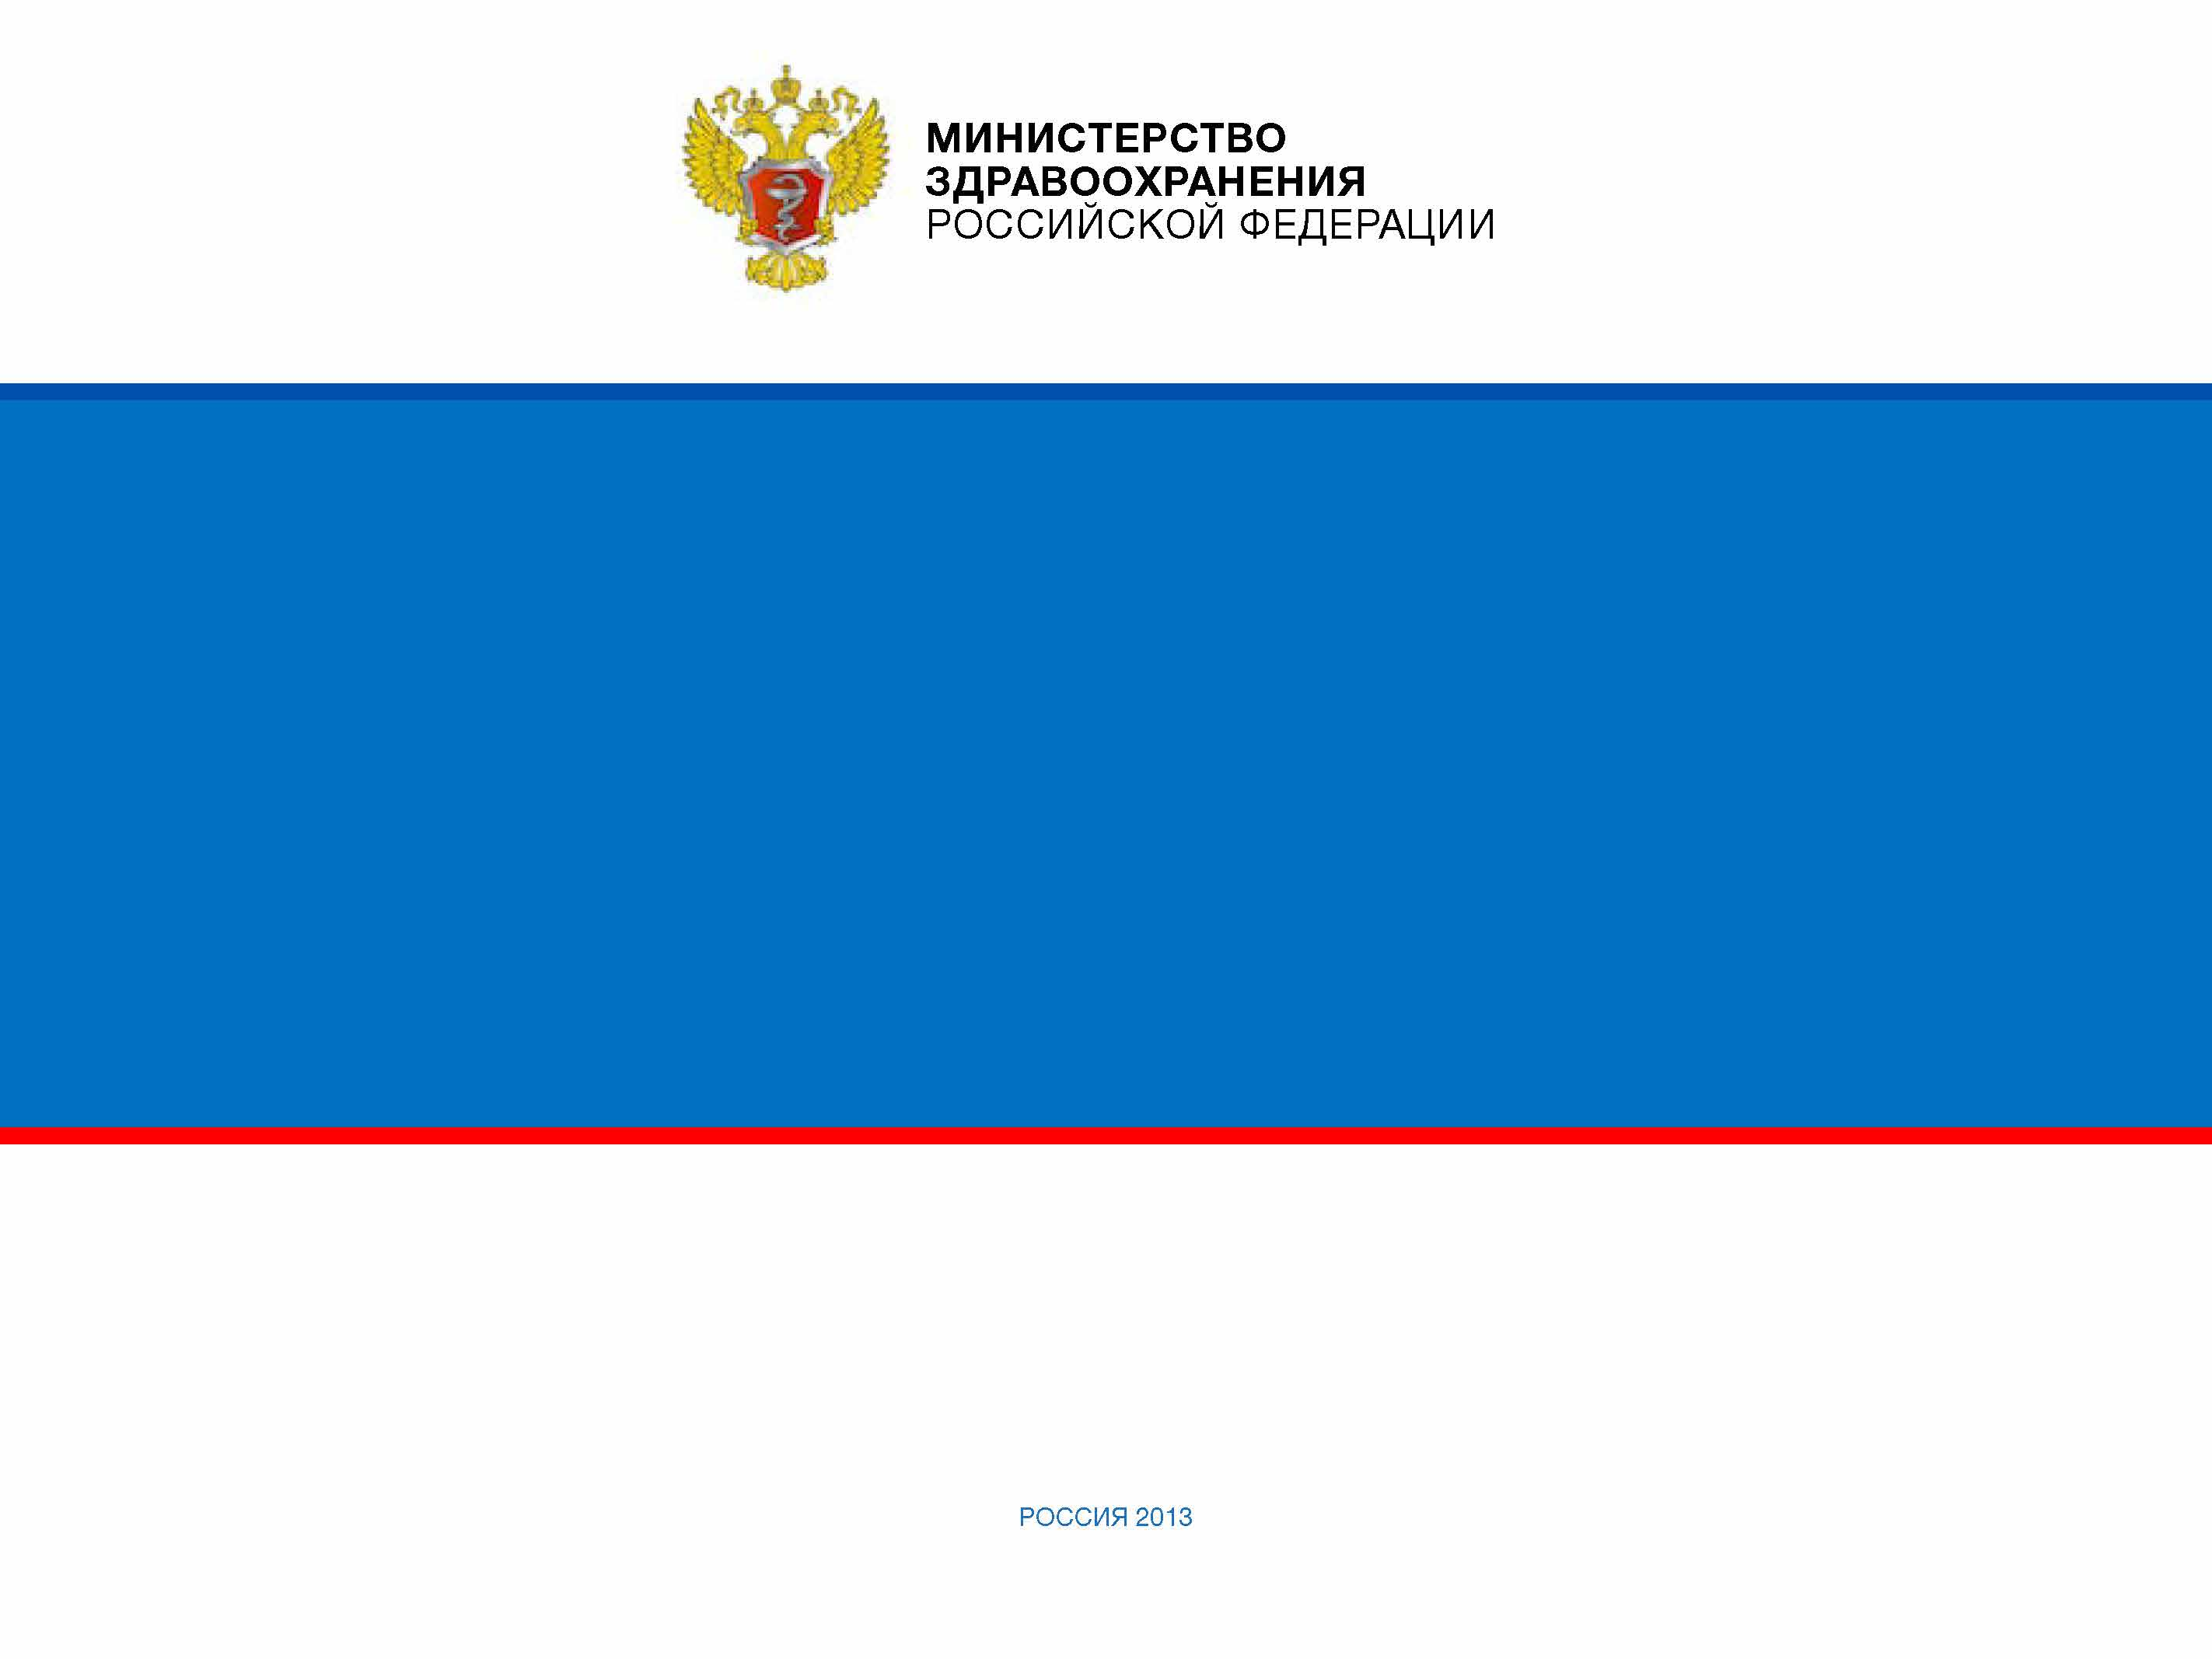 МИНИСТЕРСТВО
ЗДРАВООХРАНЕНИЯ
РОССИЙСКОЙ ФЕДЕРАЦИИ
РОССИЯ 2013